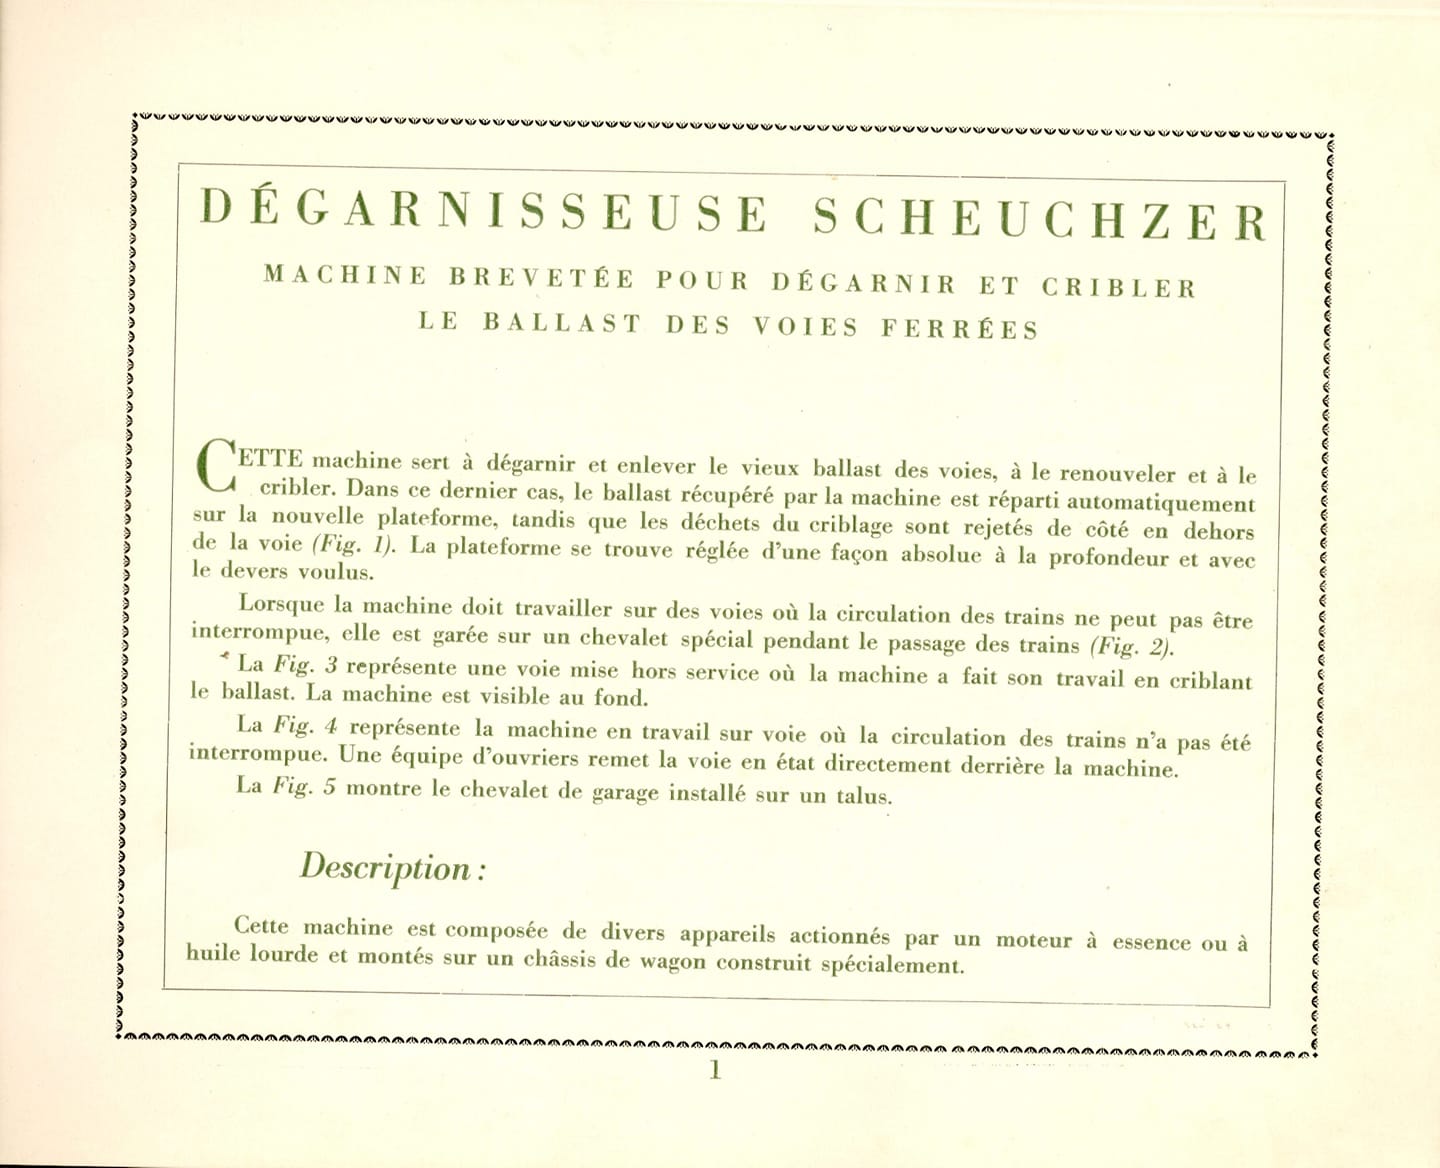 DÉGARNISSEUSE SCHEUCHZER
MACHINE BREVETÉE POUR DÉGARNIR ET CRIBLER
LE BALLAST DES VOIES FERRÉES
CETTE machine sert à dégarnir et enlever le vieux ballast des voies, à le renouveler et à le
cribler. Dans ce dernier cas, le ballast récupéré par la machine est réparti automatiquement
sur la nouvelle plateforme, tandis que les déchets du criblage sont rejetés de côté en dehors
de la voie (Fig. 1). La plateforme se trouve réglée d'une façon absolue à la profondeur et avec
le devers voulus.
Lorsque la machine doit travailler sur des voies où la circulation des trains ne peut pas être
interrompue, elle est garée sur un chevalet spécial pendant le passage des trains (Fig. 2).
La Fig. 3 représente une voie mise hors service où la machine a fait son travail en criblant
le ballast. La machine est visible au fond.
La Fig. 4 représente la machine en travail sur voie où la circulation des trains n'a pas été
interrompue. Une équipe d'ouvriers remet la voie en état directement derrière la machine.
La Fig. 5 montre le chevalet de garage installé sur un talus.
Description :
Cette machine est composée de divers appareils actionnés par un moteur à essence ou à
huile lourde et montés sur un châssis de wagon construit spécialement.
1